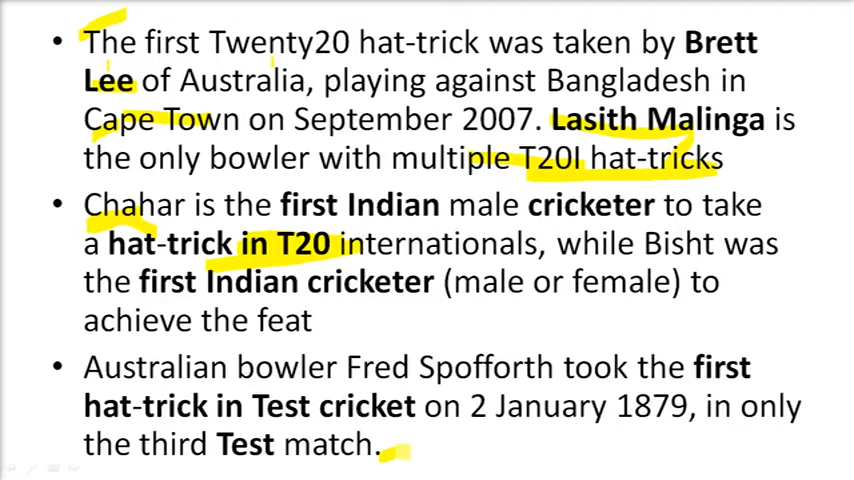 • The first Twenty20 hat-trick was taken by Brett
Lee of Australia, playing against Bangladesh in
Cape Town on September 2007. Lasith Malinga is
the only bowler with multiple T20I hat-tricks
• Chahar is the first Indian male cricketer to take
a hat-trick in T20 internationals, while Bisht was
the first Indian cricketer (male or female) to
achieve the feat
• Australian bowler Fred Spofforth took the first
hat-trick in Test cricket on 2 January 1879, in only
the third Test match.